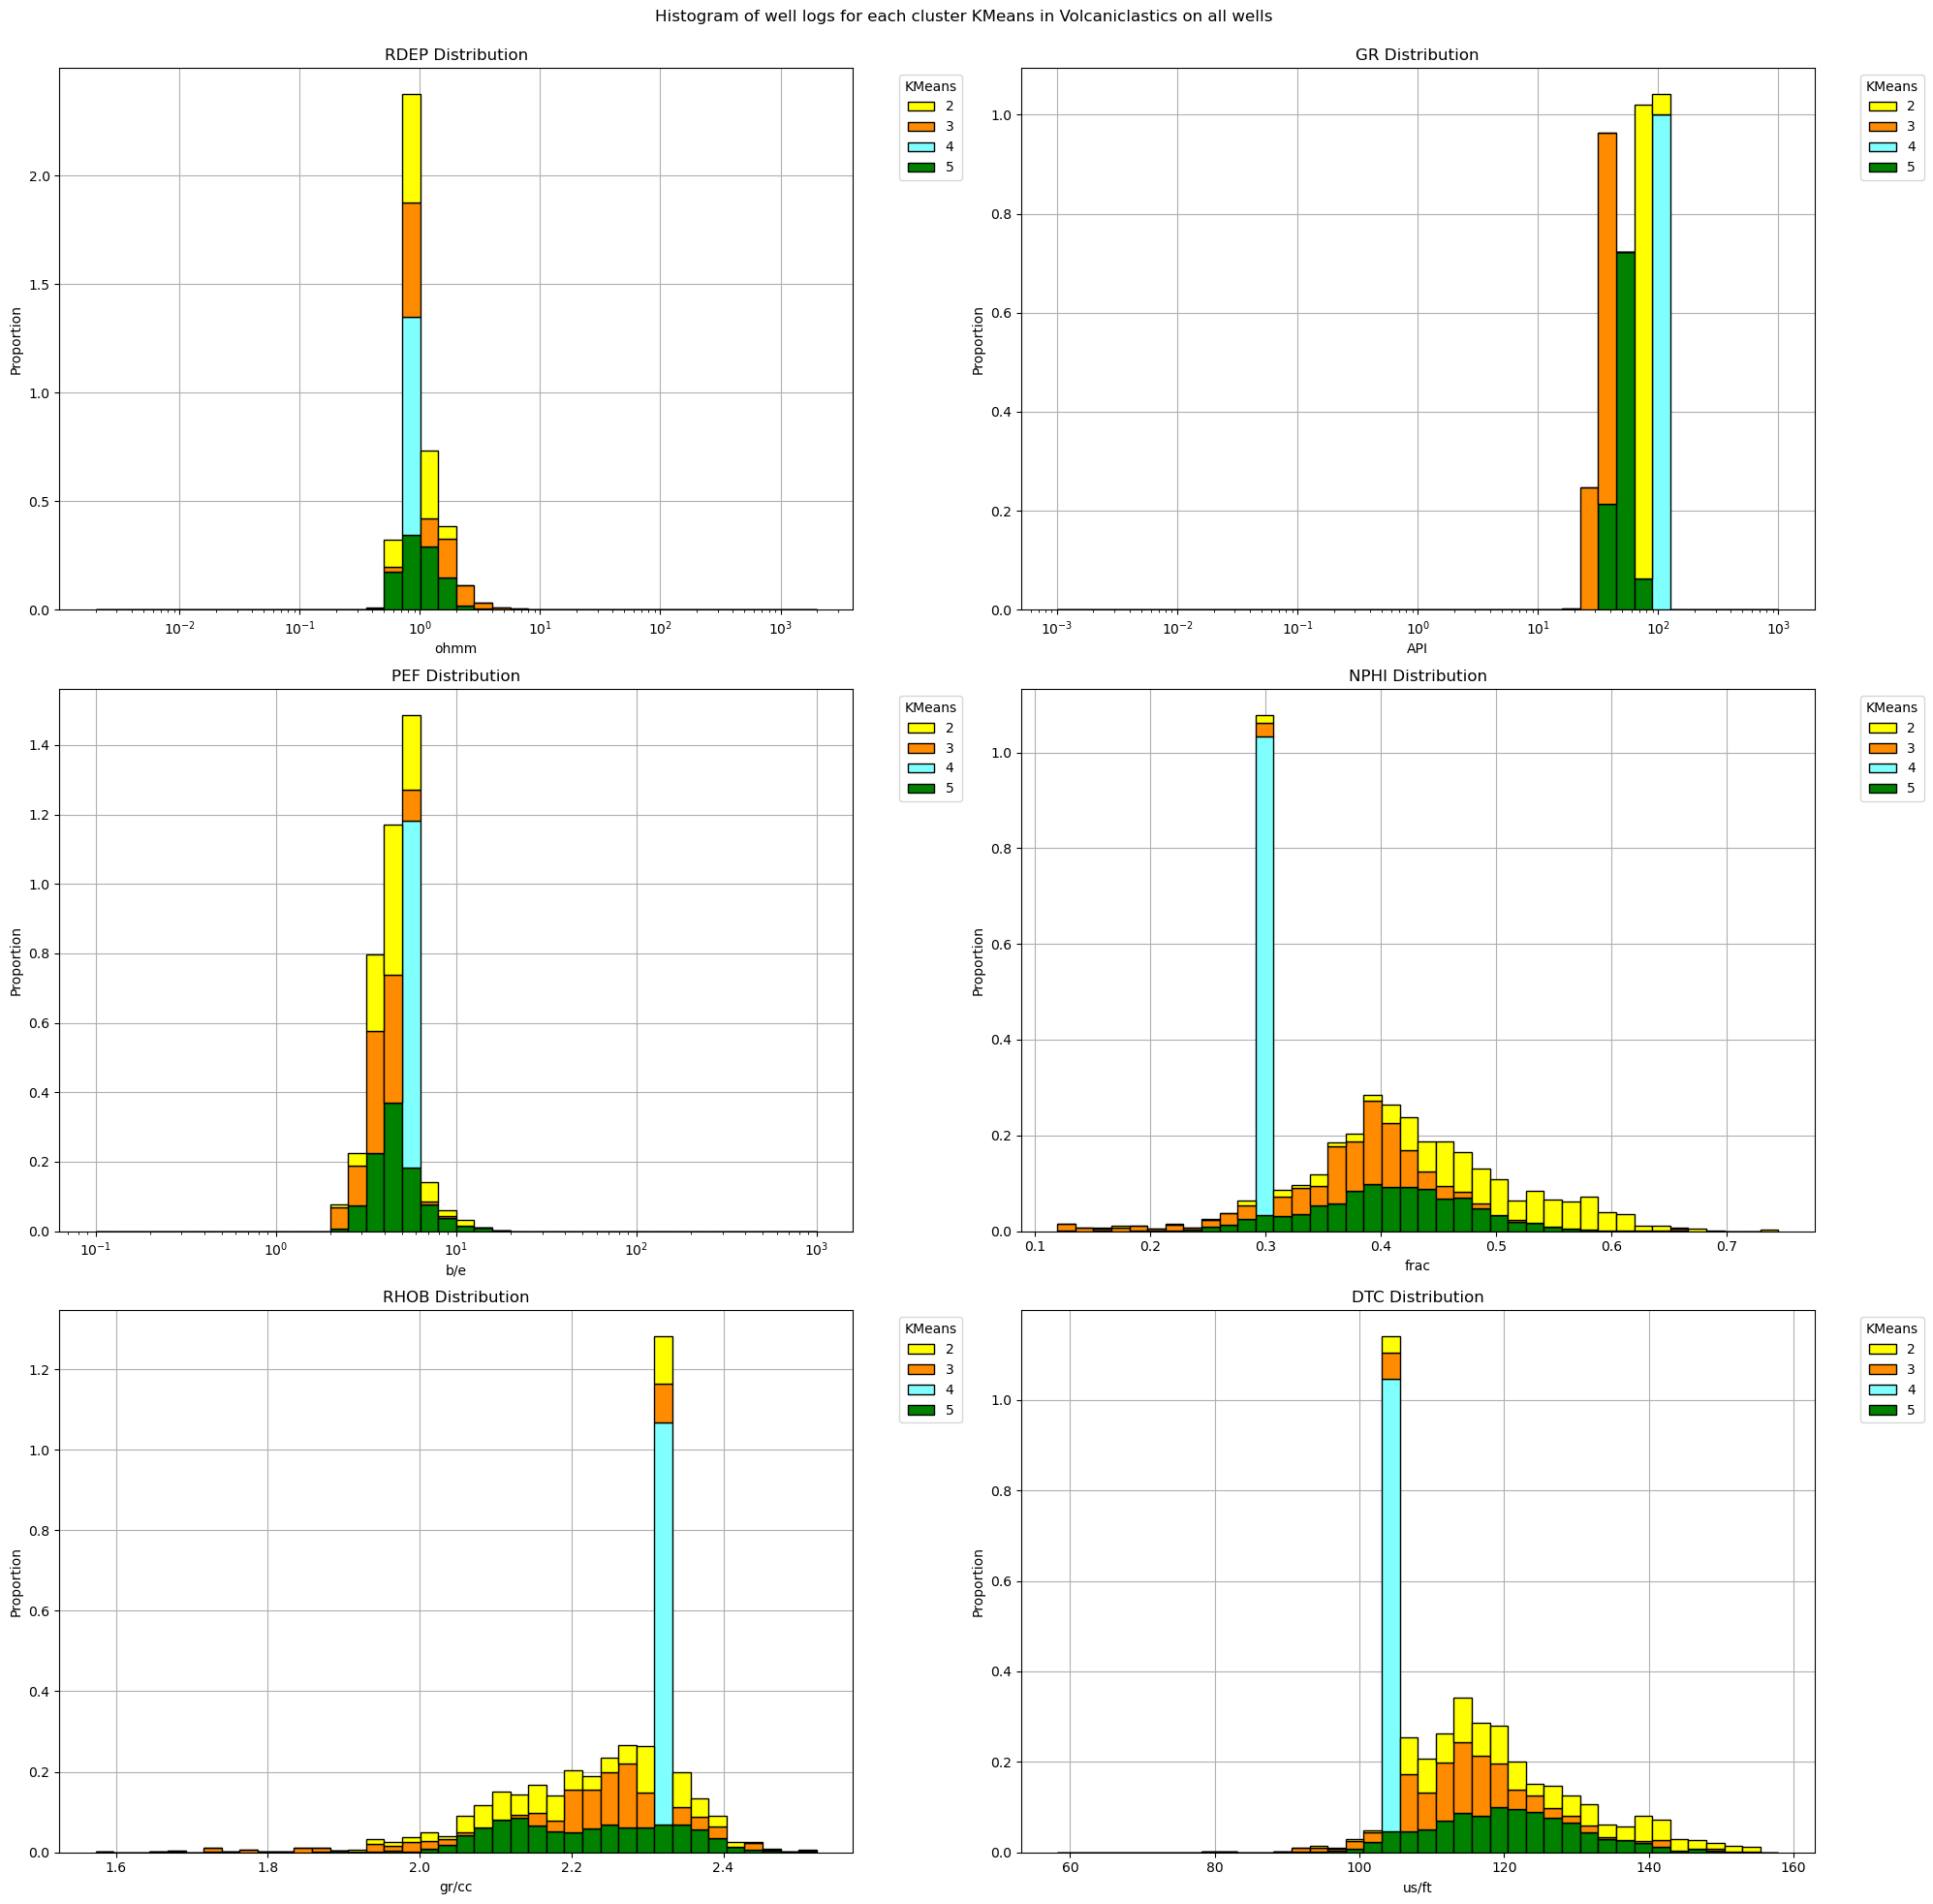 Histogram of well logs for each cluster KMeans in Volcaniclastics on all wells
RDEP Distribution
Proportion
2.0
1.5
1.0
0.5
0.0
10⁻² 10⁻¹ 10⁰ 10¹ 10² 10³
ohmm
KMeans
2
3
4
5
GR Distribution
Proportion
1.0
0.8
0.6
0.4
0.2
0.0
10⁻³ 10⁻² 10⁻¹ 10⁰ 10¹ 10² 10³
API
KMeans
2
3
4
5
PEF Distribution
Proportion
1.4
1.2
1.0
0.8
0.6
0.4
0.2
0.0
10⁻¹ 10⁰ 10¹ 10² 10³
b/e
KMeans
2
3
4
5
NPHI Distribution
Proportion
1.0
0.8
0.6
0.4
0.2
0.0
0.1 0.2 0.3 0.4 0.5 0.6 0.7
frac
KMeans
2
3
4
5
RHOB Distribution
Proportion
1.2
1.0
0.8
0.6
0.4
0.2
0.0
1.6 1.8 2.0 2.2 2.4
gr/cc
KMeans
2
3
4
5
DTC Distribution
Proportion
1.0
0.8
0.6
0.4
0.2
0.0
60 80 100 120 140 160
us/ft
KMeans
2
3
4
5